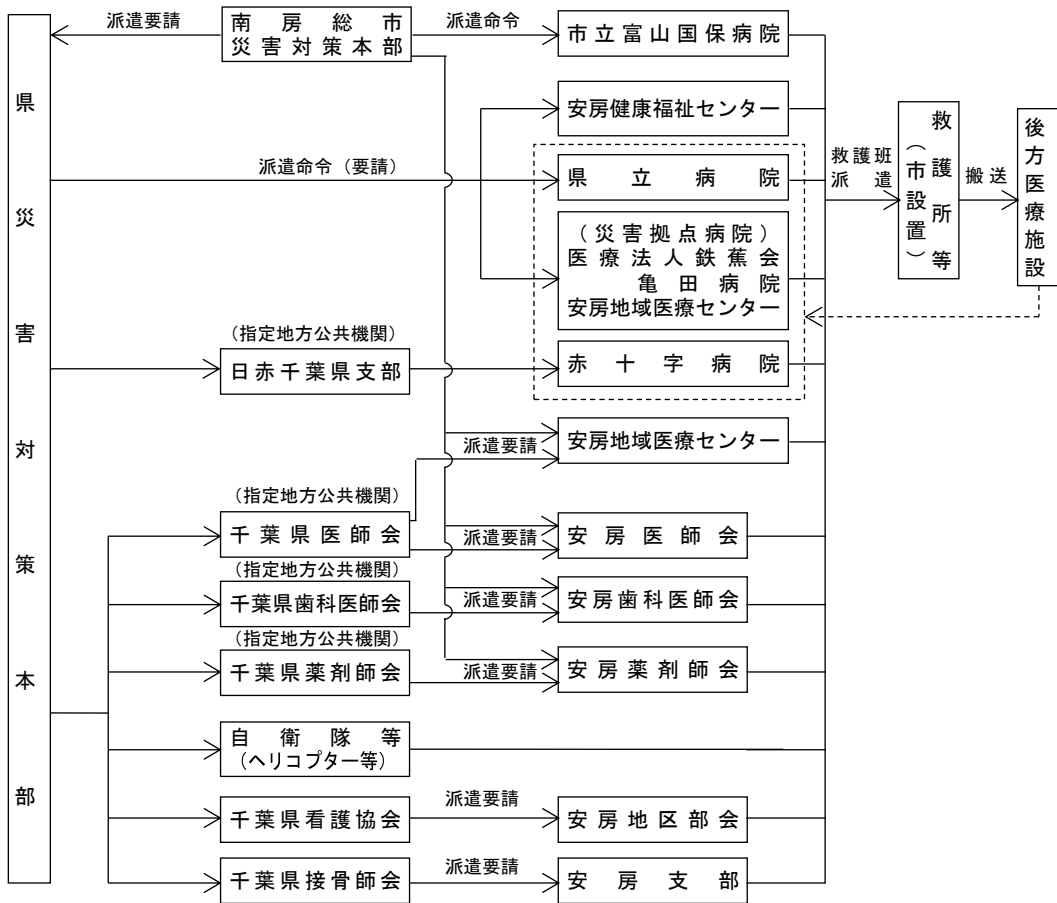 県災害対策本部
派遣要請
南房総市
災害対策本部
派遣命令
市立富山国保病院
安房健康福祉センター
派遣命令（要請）
県立病院
（災害拠点病院）
医療法人鉄蕉会
亀田病院
安房地域医療センター
(指定地方公共機関)
日赤千葉県支部
赤十字病院
派遣要請
安房地域医療センター
(指定地方公共機関)
千葉県医師会
派遣要請
安房医師会
(指定地方公共機関)
千葉県歯科医師会
派遣要請
安房歯科医師会
(指定地方公共機関)
千葉県薬剤師会
派遣要請
安房薬剤師会
自衛隊等
(ヘリコプター等)
千葉県看護協会
派遣要請
安房地区部会
千葉県接骨師会
派遣要請
安房支部
救護班
派遣
救護所等
（市設置）
搬送
後方医療施設